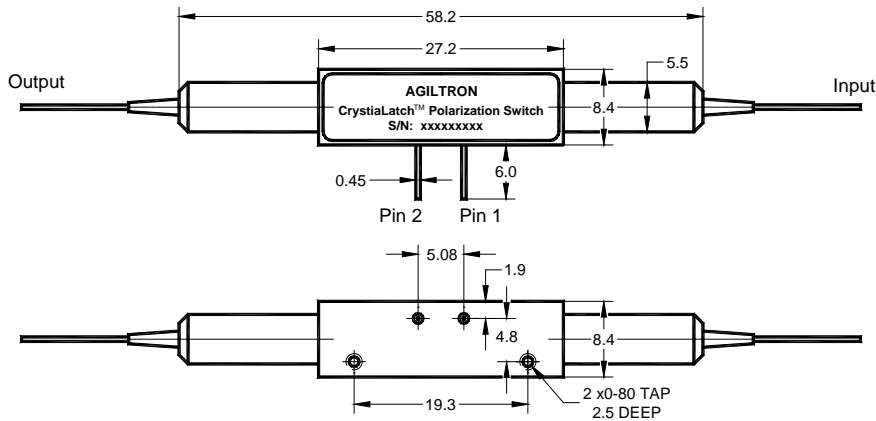 58.2
27.2
Output
5.5
Input
AGILTRON
CrystiaLatch™ Polarization Switch
S/N: xxxxxxxxx
8.4
0.45
6.0
Pin 2
Pin 1
5.08
1.9
4.8
8.4
19.3
2 x0-80 TAP
2.5 DEEP